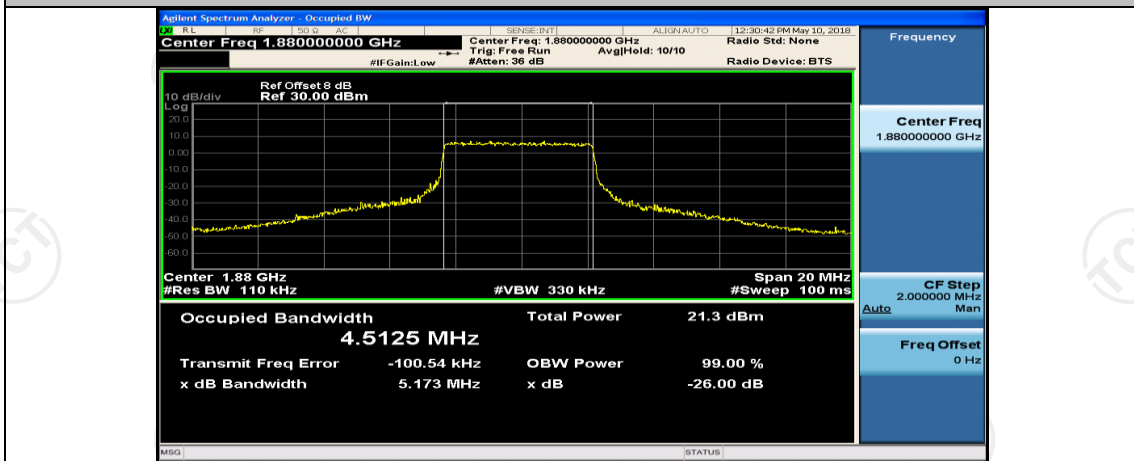 Agilent Spectrum Analyzer - Occupied BW
LXI RL RF 50 Ω AC SENSE:INT ALIGN AUTO 12:30:42 PM May 10, 2018
Center Freq 1.880000000 GHz
Center Freq: 1.880000000 GHz
Radio Std: None
Trig: Free Run Avg|Hold: 10/10
#IFGain:Low #Atten: 36 dB Radio Device: BTS
Ref Offset 8 dB
10 dB/div Ref 30.00 dBm
Log
20.0
10.0
0.00
-10.0
-20.0
-30.0
-40.0
-50.0
-60.0
Center 1.88 GHz Span 20 MHz
#Res BW 110 kHz #VBW 330 kHz #Sweep 100 ms
Occupied Bandwidth Total Power 21.3 dBm
4.5125 MHz
Transmit Freq Error -100.54 kHz OBW Power 99.00 %
x dB Bandwidth 5.173 MHz x dB -26.00 dB
MSG STATUS
Frequency
Center Freq
1.880000000 GHz
CF Step
2.000000 MHz
Auto Man
Freq Offset
0 Hz
TCT
TCT